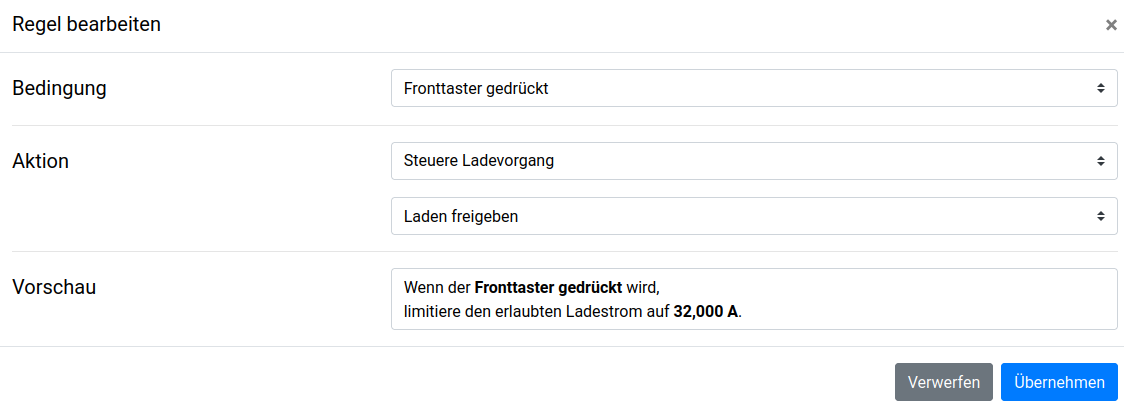 Regel bearbeiten
×
Bedingung
Fronttaster gedrückt
Aktion
Steuere Ladevorgang
Laden freigeben
Vorschau
Wenn der Fronttaster gedrückt wird,
limitiere den erlaubten Ladestrom auf 32,000 A.
Verwerfen
Übernehmen